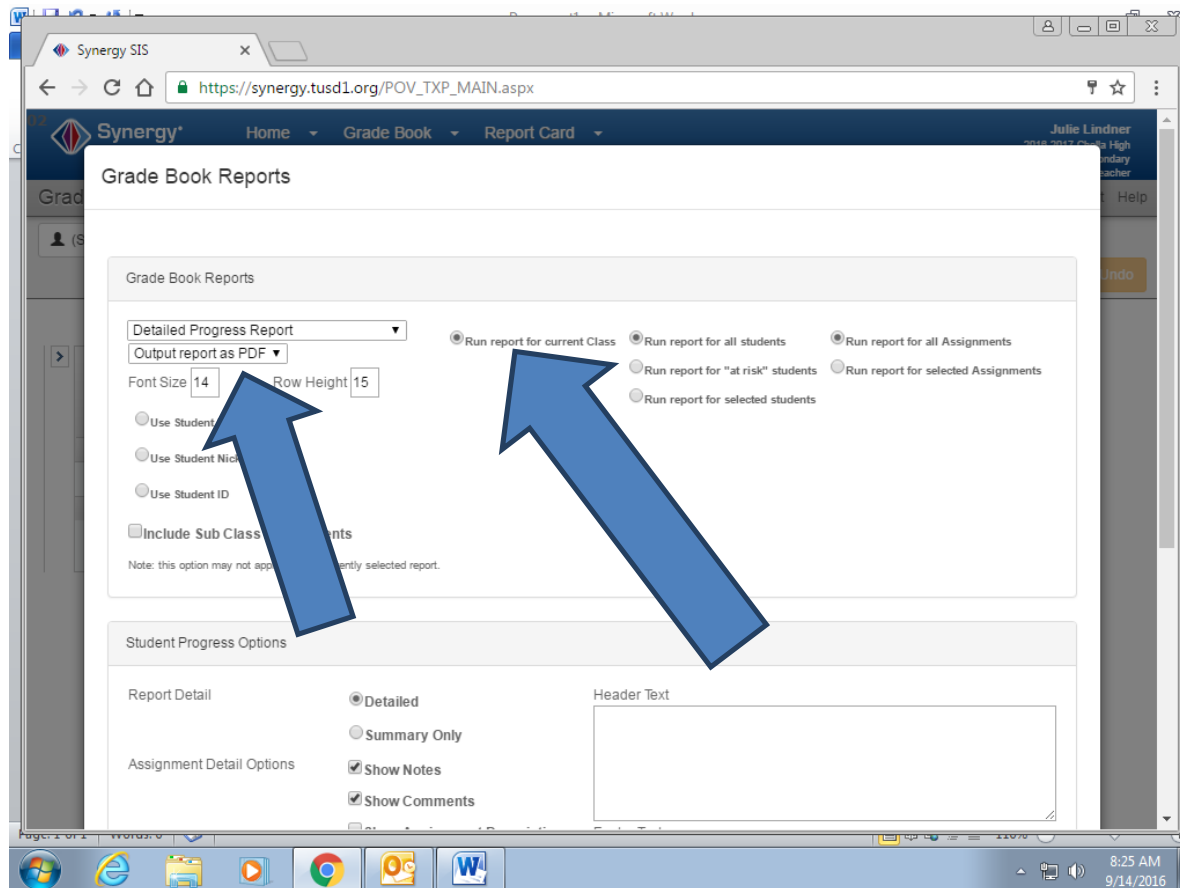 Synergy SIS
https://synergy.tusd1.org/POV_TXP_MAIN.aspx
Synergy Home Grade Book Report Card Julie Lindner
High
Grade Book Reports
Grad Help
(S
Undo
Grade Book Reports
Detailed Progress Report
Output report as PDF
Run report for current Class
Run report for all students
Run report for all Assignments
Font Size 14 Row Height 15
Run report for "at risk" students
Run report for selected Assignments
Run report for selected students
Use Student
Use Student Nic
Use Student ID
Include Sub Class nts
Note: this option may not app ently selected report.
Student Progress Options
Report Detail
Detailed
Header Text
Summary Only
Assignment Detail Options
Show Notes
Show Comments
110%
8:25 AM
9/14/2016